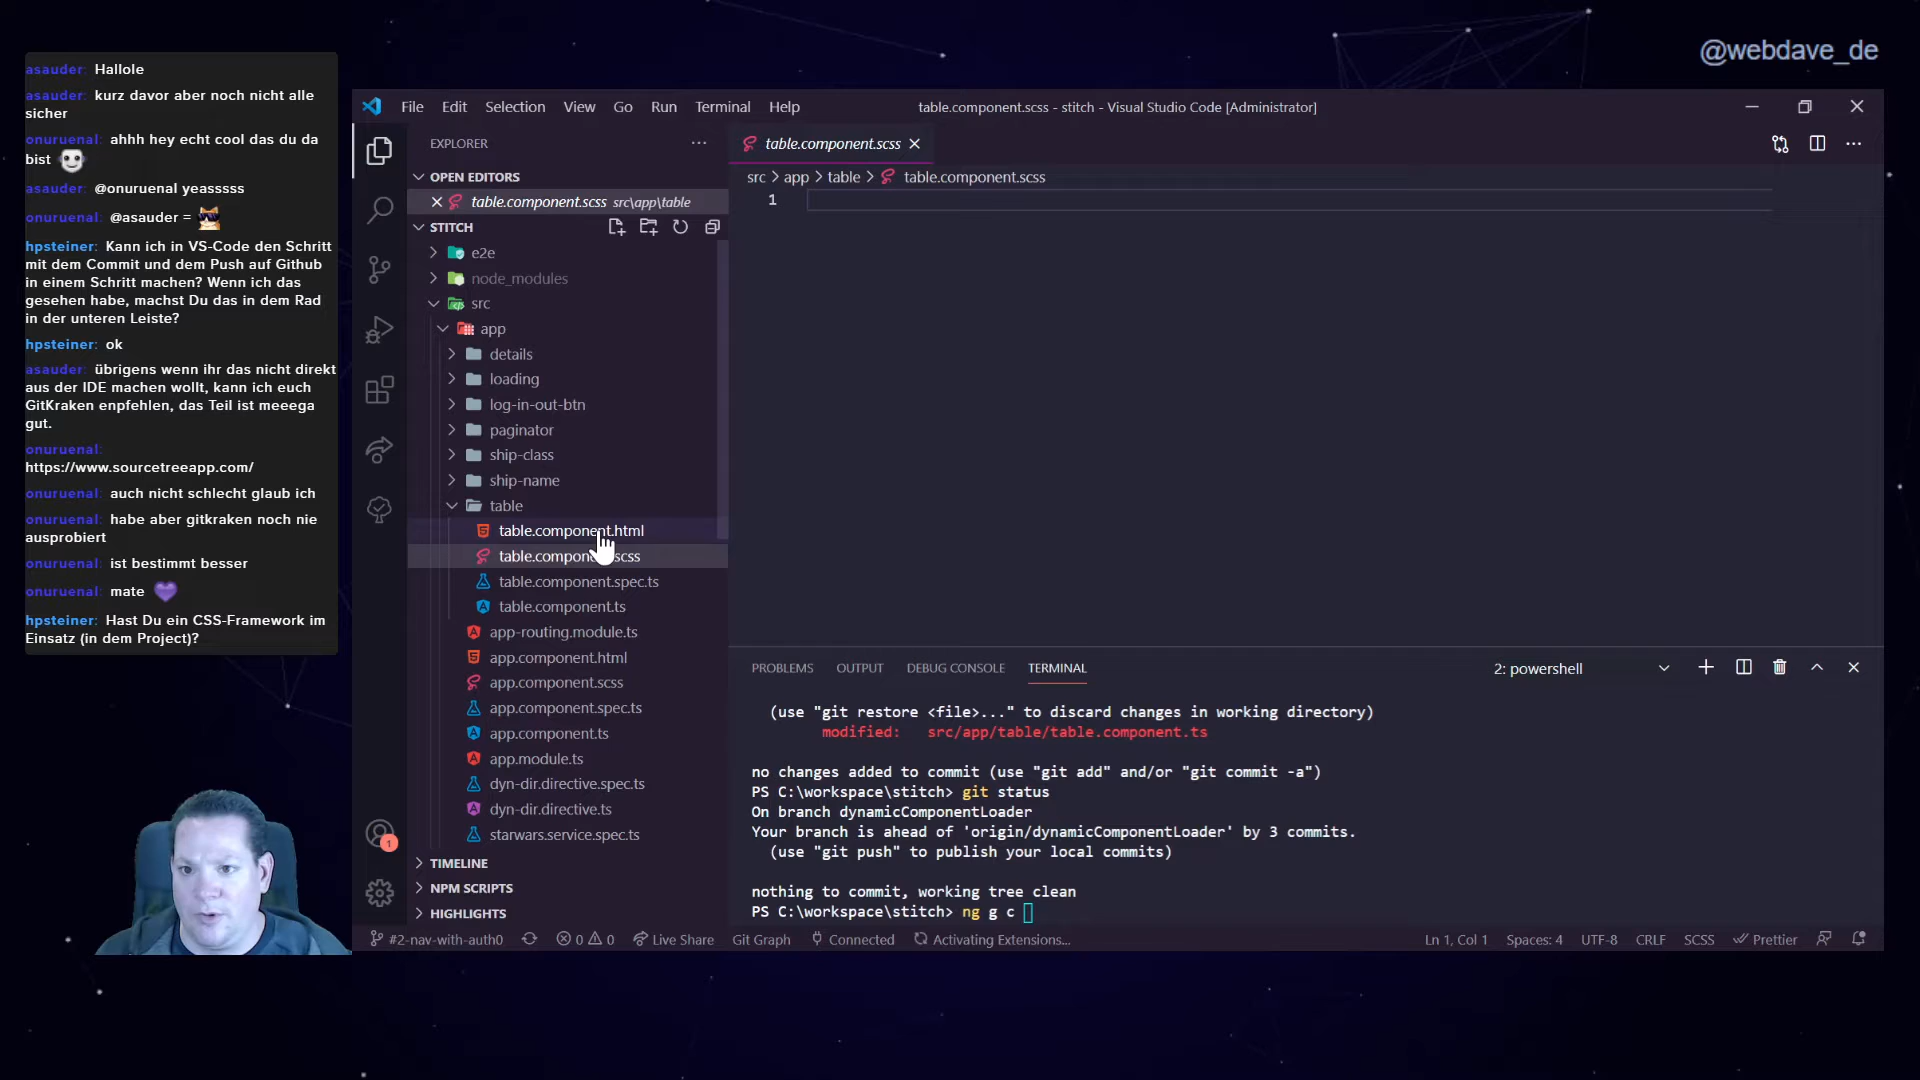 @webdave_de
asauder: Hallole
asauder: kurz davor aber noch nicht alle
sicher
onuruenal: ahhh hey echt cool das du da
bist
asauder: @onuruenal yeasssss
onuruenal: @asauder =
hpsteiner: Kann ich in VS-Code den Schritt
mit dem Commit und dem Push auf Github
in einem Schritt machen? Wenn ich das
gesehen habe, machst Du das in dem Rad
in der unteren Leiste?
hpsteiner: ok
asauder: übrigens wenn ihr das nicht direkt
aus der IDE machen wollt, kann ich euch
GitKraken enpfehlen, das Teil ist meeega
gut.
onuruenal:
https://www.sourcetreeapp.com/
onuruenal: auch nicht schlecht glaub ich
onuruenal: habe aber gitkraken noch nie
ausprobiert
onuruenal: ist bestimmt besser
onuruenal: mate
hpsteiner: Hast Du ein CSS-Framework im
Einsatz (in dem Project)?
File Edit Selection View Go Run Terminal Help
table.component.scss - stitch - Visual Studio Code [Administrator]
EXPLORER
OPEN EDITORS
table.component.scss src\app\table
STITCH
e2e
node_modules
src
app
details
loading
log-in-out-btn
paginator
ship-class
ship-name
table
table.component.html
table.component.scss
table.component.spec.ts
table.component.ts
app-routing.module.ts
app.component.html
app.component.scss
app.component.spec.ts
app.component.ts
app.module.ts
dyn-dir.directive.spec.ts
dyn-dir.directive.ts
starwars.service.spec.ts
TIMELINE
NPM SCRIPTS
HIGHLIGHTS
1
table.component.scss
src > app > table > table.component.scss
1
PROBLEMS OUTPUT DEBUG CONSOLE TERMINAL
2: powershell
(use "git restore <file>..." to discard changes in working directory)
modified: src/app/table/table.component.ts
no changes added to commit (use "git add" and/or "git commit -a")
PS C:\workspace\stitch> git status
On branch dynamicComponentLoader
Your branch is ahead of 'origin/dynamicComponentLoader' by 3 commits.
(use "git push" to publish your local commits)
nothing to commit, working tree clean
PS C:\workspace\stitch> ng g c
#2-nav-with-auth0 0 0 Live Share Git Graph Connected Activating Extensions...
Ln 1, Col 1 Spaces: 4 UTF-8 CRLF SCSS Prettier